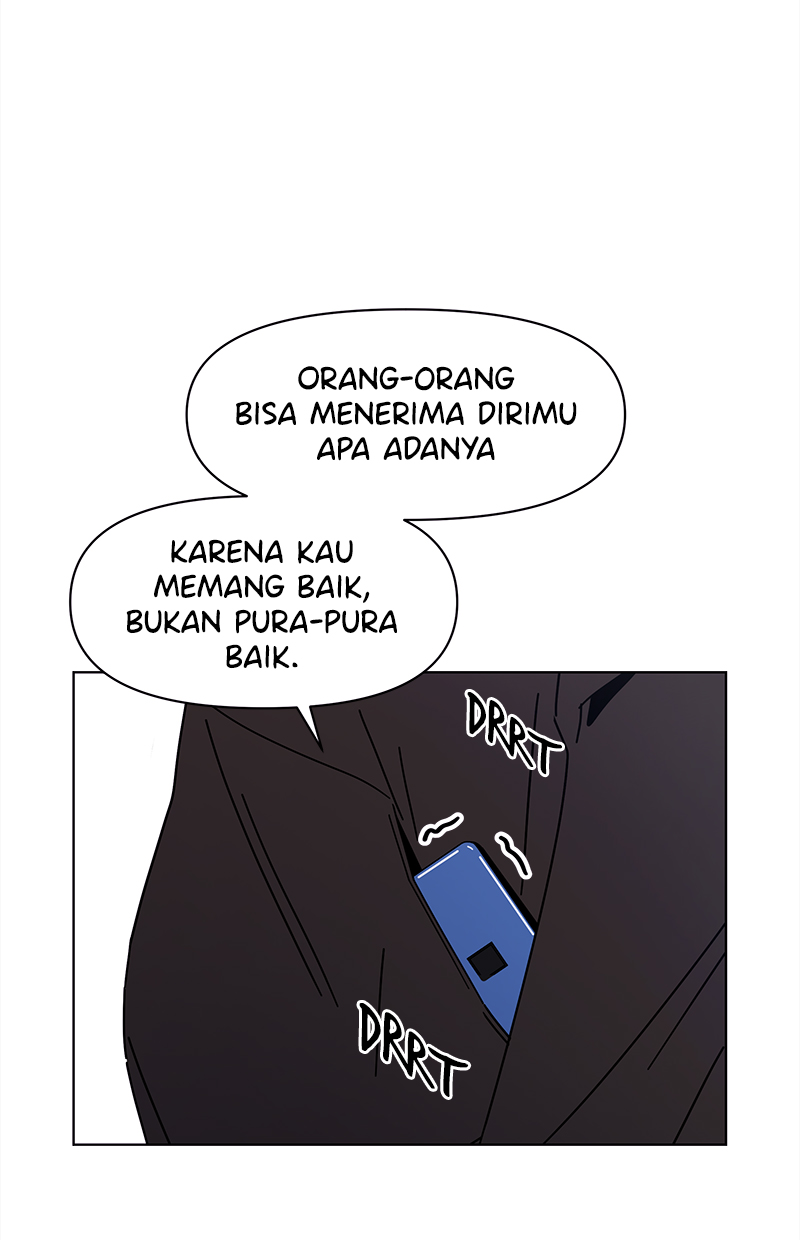 ORANG-ORANG
BISA MENERIMA DIRIMU
APA ADANYA
KARENA KAU
MEMANG BAIK,
BUKAN PURA-PURA
BAIK.
DRRT
DRRT